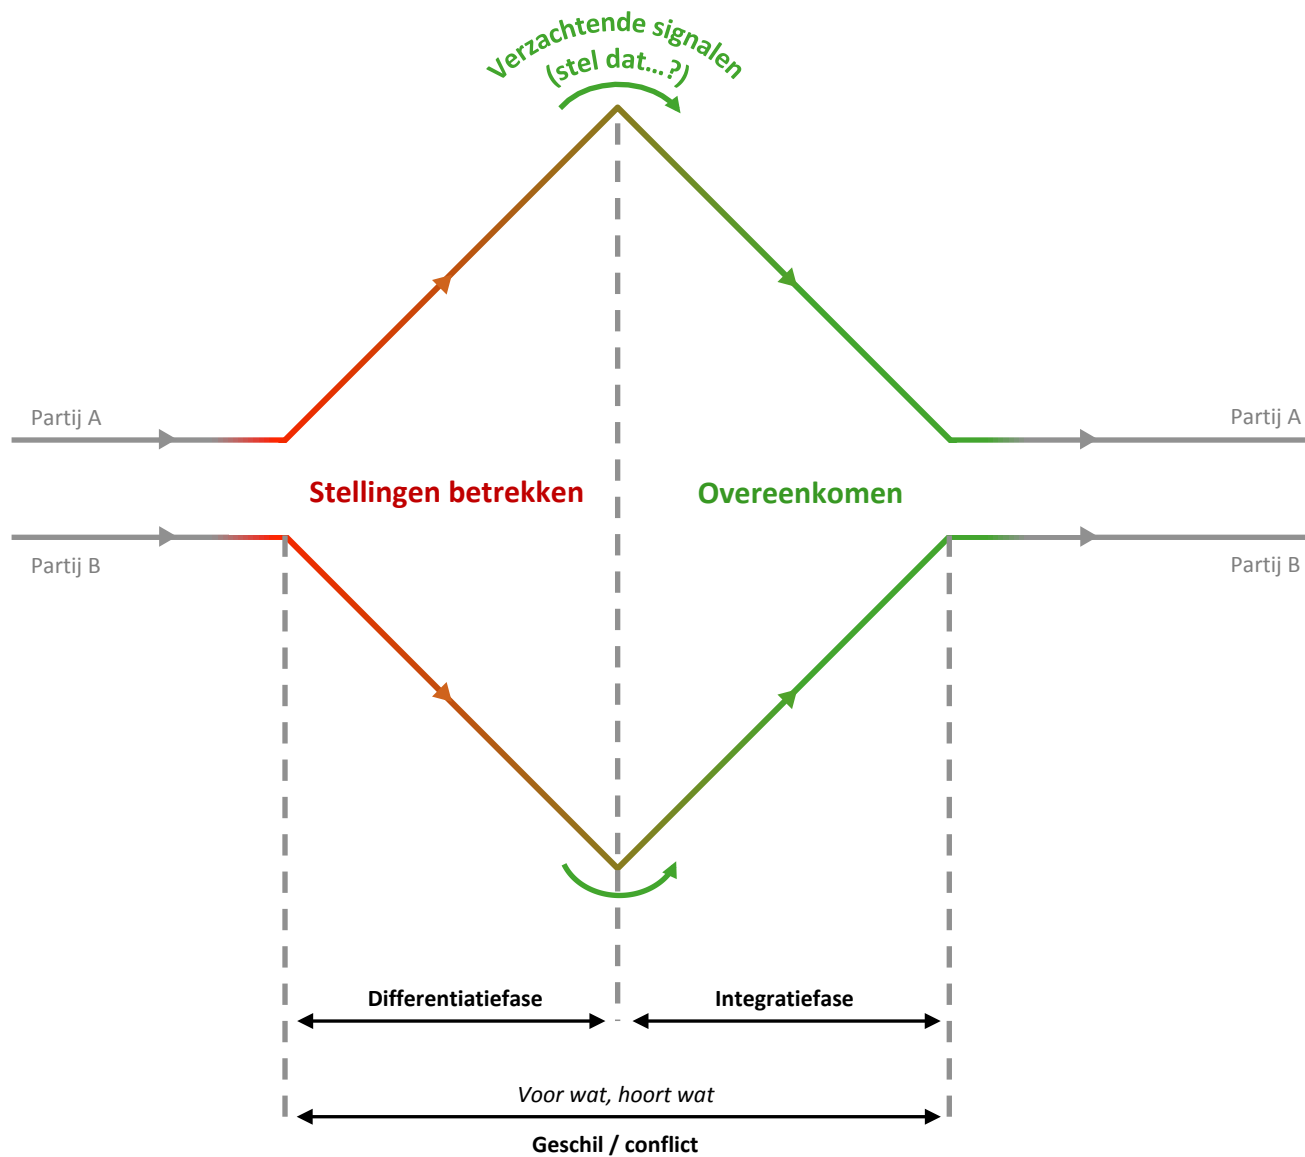 Verzachtende signalen
(stel dat...?)
Partij A
Partij A
Stellingen betrekken
Overeenkomen
Partij B
Partij B
Differentiatiefase
Integratiefase
Voor wat, hoort wat
Geschil / conflict